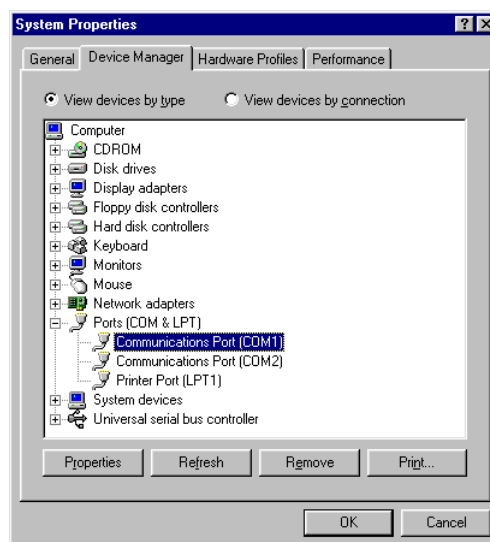 System Properties
General Device Manager Hardware Profiles Performance
View devices by type View devices by connection
Computer
CDROM
Disk drives
Display adapters
Floppy disk controllers
Hard disk controllers
Keyboard
Monitors
Mouse
Network adapters
Ports (COM & LPT)
Communications Port (COM1)
Communications Port (COM2)
Printer Port (LPT1)
System devices
Universal serial bus controller
Properties Refresh Remove Print...
OK Cancel